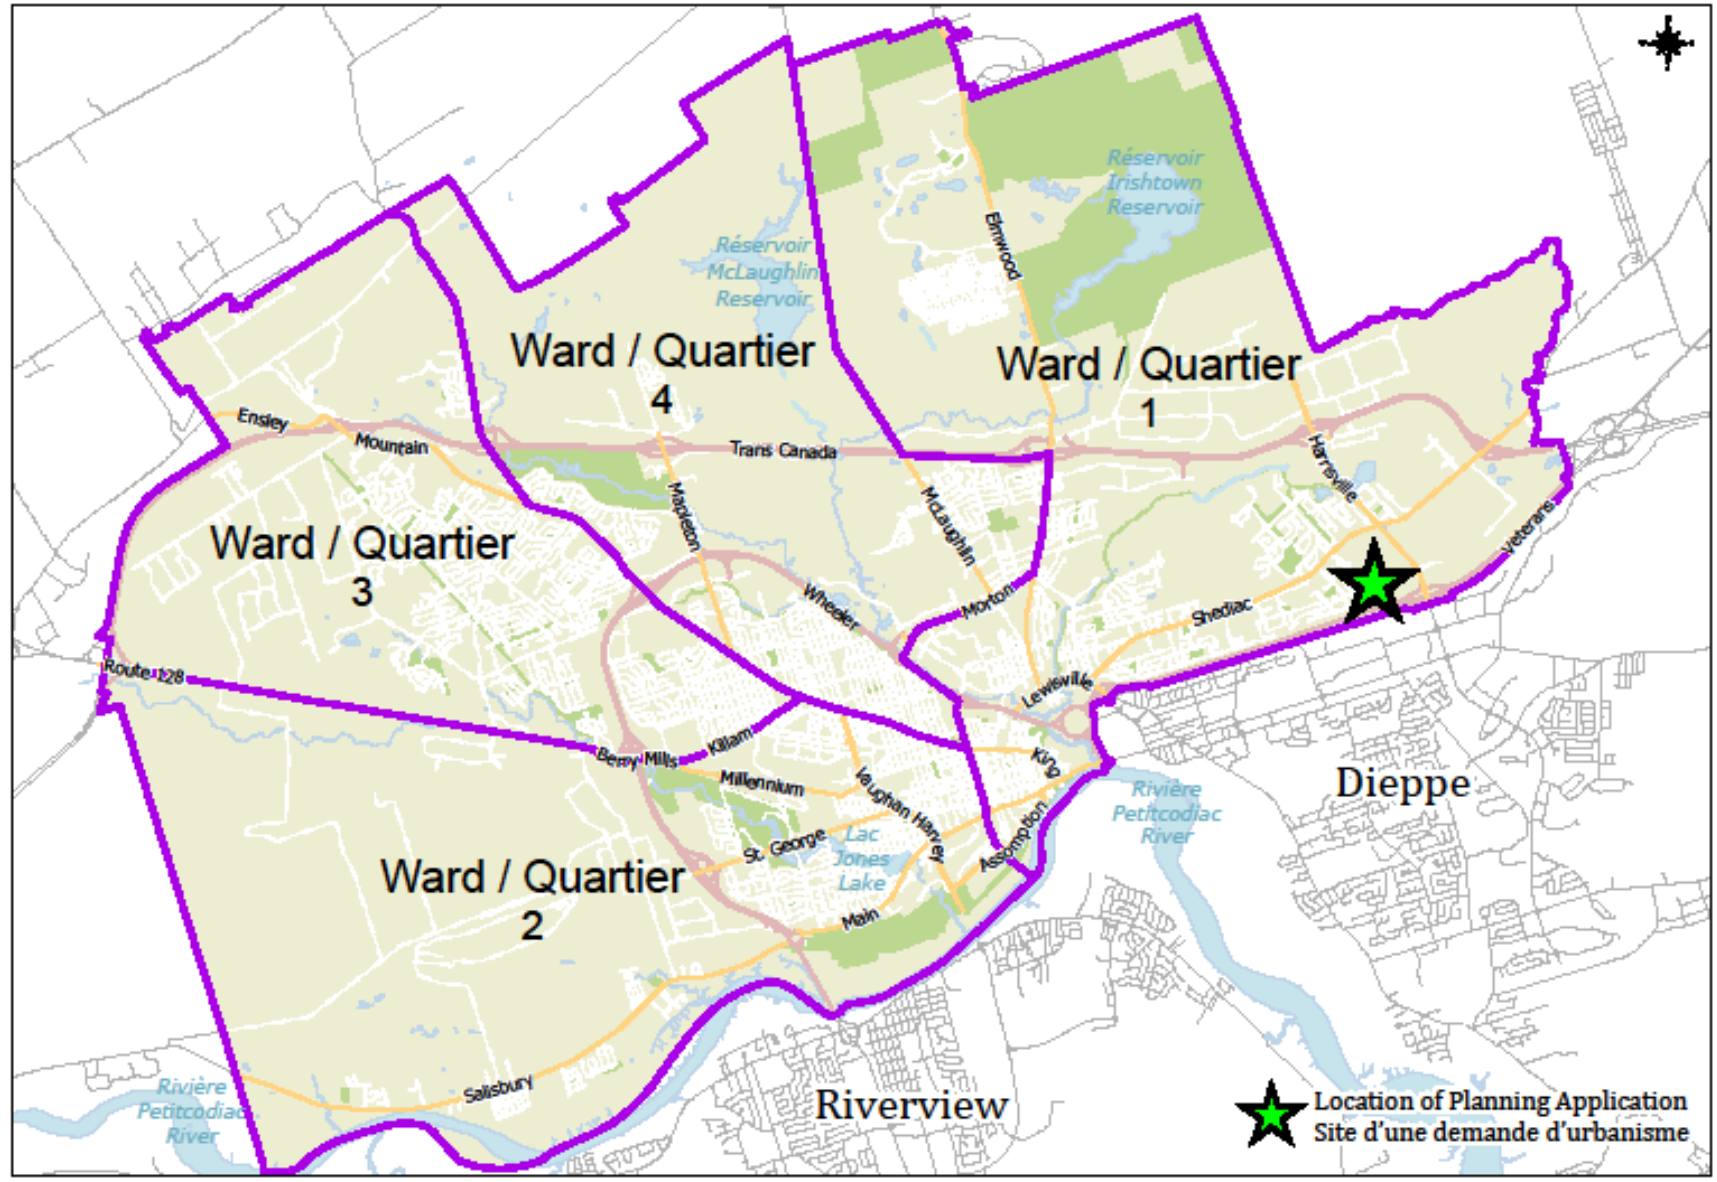 Réservoir
Irishtown
Reservoir
Elmwood
Réservoir
McLaughlin
Reservoir
Ward / Quartier
4
Ward / Quartier
1
Ensley
Mountain
Trans Canada
Harrisville
Mapleton
McLaughlin
Veterans
Ward / Quartier
3
Wheeler
Morton
Shediac
Route 128
Lewisville
Berry Mills
Killam
King
Millennium
Vaughan Harvey
Dieppe
Rivière
Petitcodiac
River
St. George
Lac
Jones
Lake
Assomption
Ward / Quartier
2
Main
Salisbury
Rivière
Petitcodiac
River
Riverview
Location of Planning Application
Site d'une demande d'urbanisme